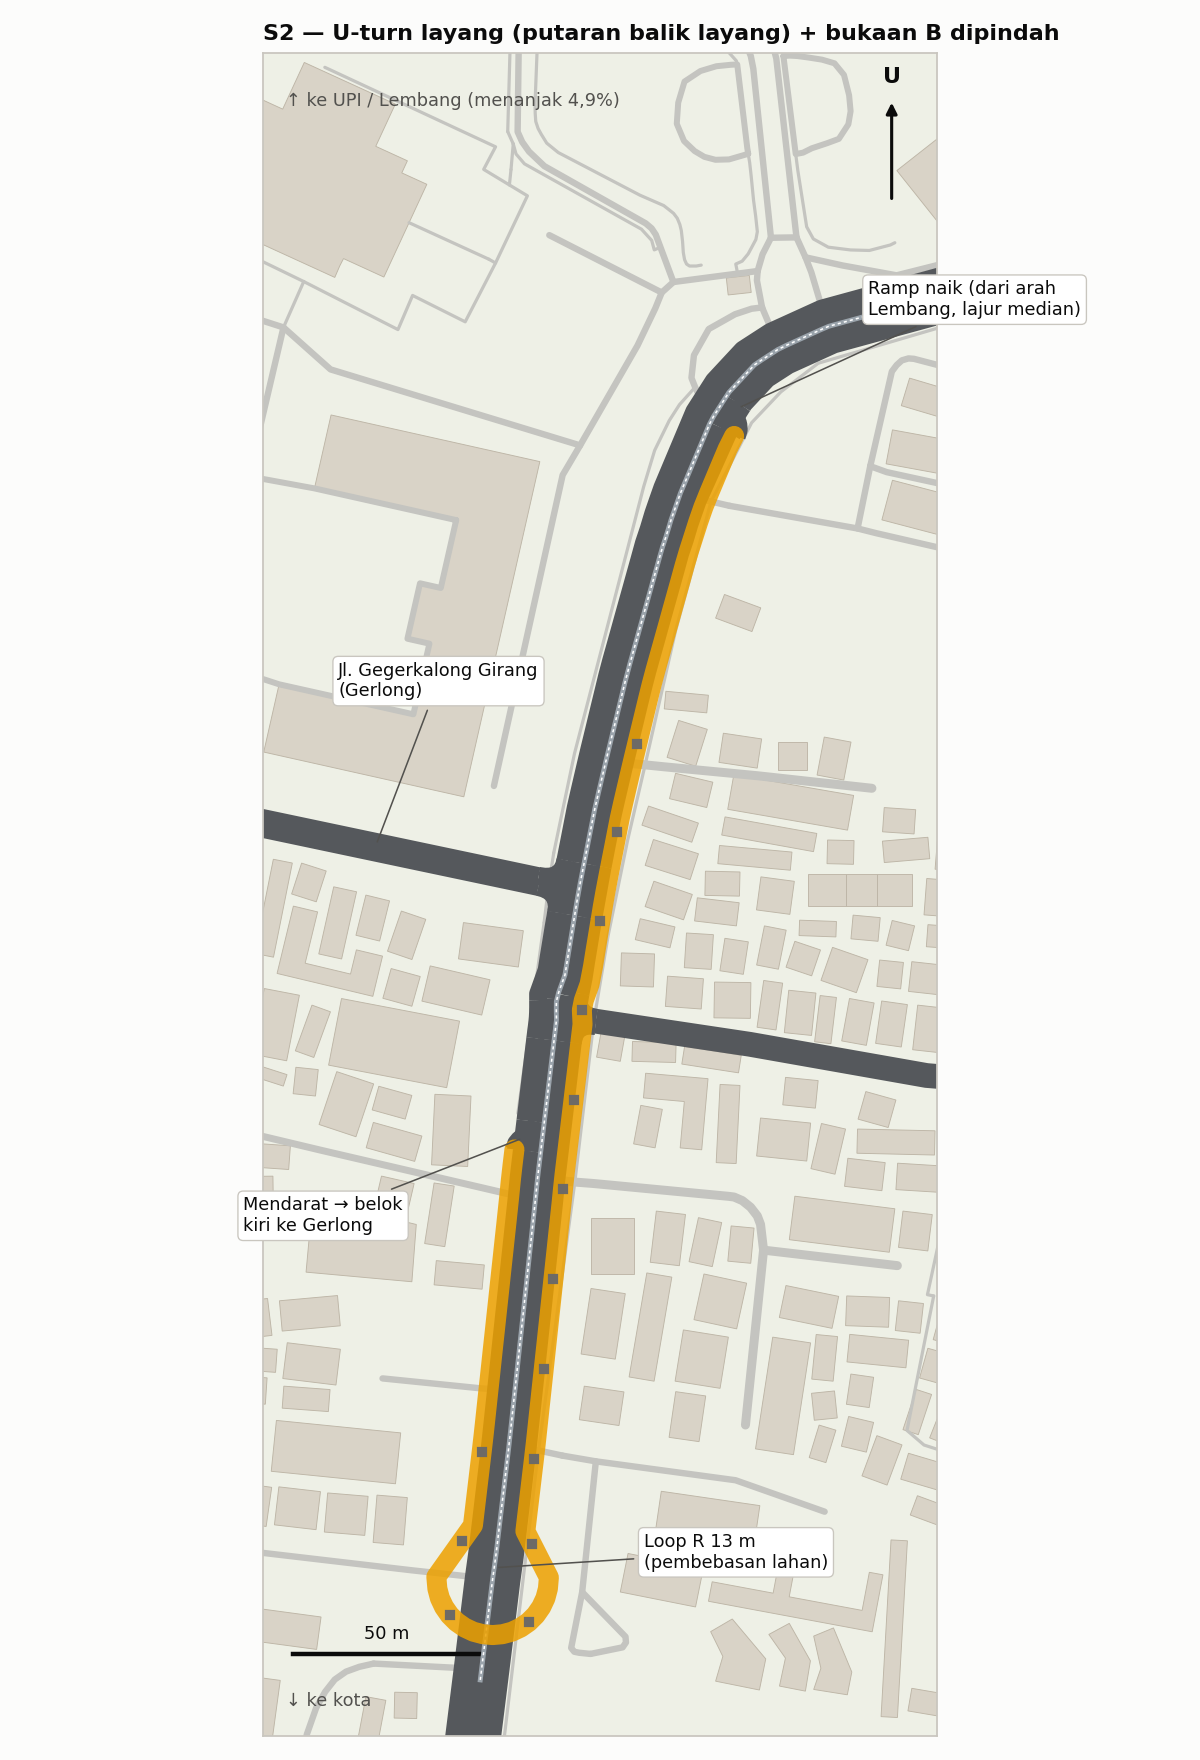 S2 — U-turn layang (putaran balik layang) + bukaan B dipindah
U
↑ ke UPI / Lembang (menanjak 4,9%)
Ramp naik (dari arah
Lembang, lajur median)
Jl. Gegerkalong Girang
(Gerlong)
Mendarat → belok
kiri ke Gerlong
Loop R 13 m
(pembebasan lahan)
50 m
↓ ke kota